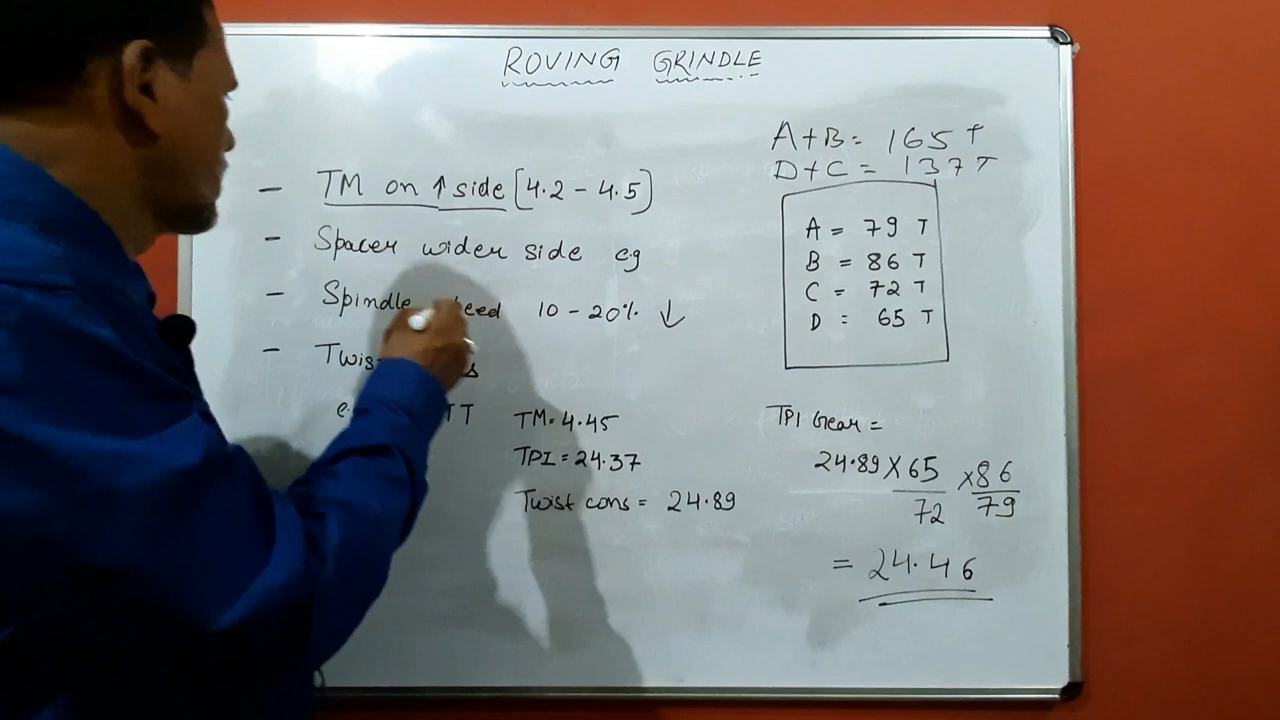 ROVING GRINDLE
- TM on ↑ side [4.2 - 4.5]
- Spacer wider side eg
- Spindle 10 - 20% ↓
-
TM = 4.45
TPI = 24.37
Twist cons = 24.89
A+B = 165 T
D+C = 137 T
A = 79 T
B = 86 T
C = 72 T
D = 65 T
TPI Gear =
24.89 X 65 / 72 X 86 / 79
= 24.46